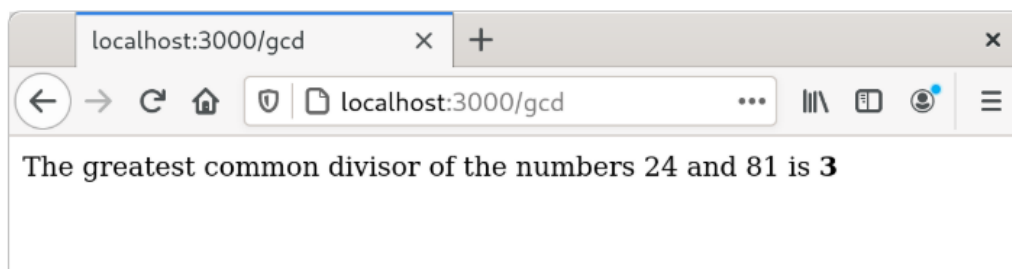 localhost:3000/gcd
localhost:3000/gcd
The greatest common divisor of the numbers 24 and 81 is 3